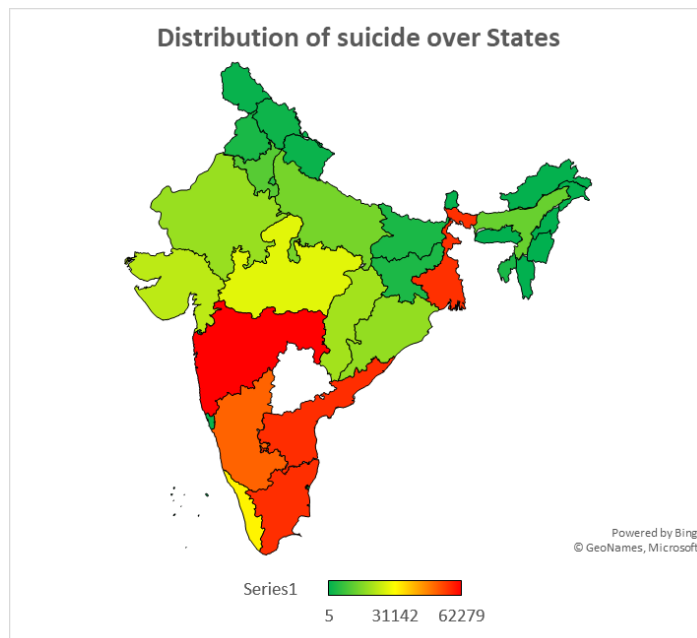 Distribution of suicide over States
Powered by Bing
© GeoNames, Microsoft
Series1
5 31142 62279